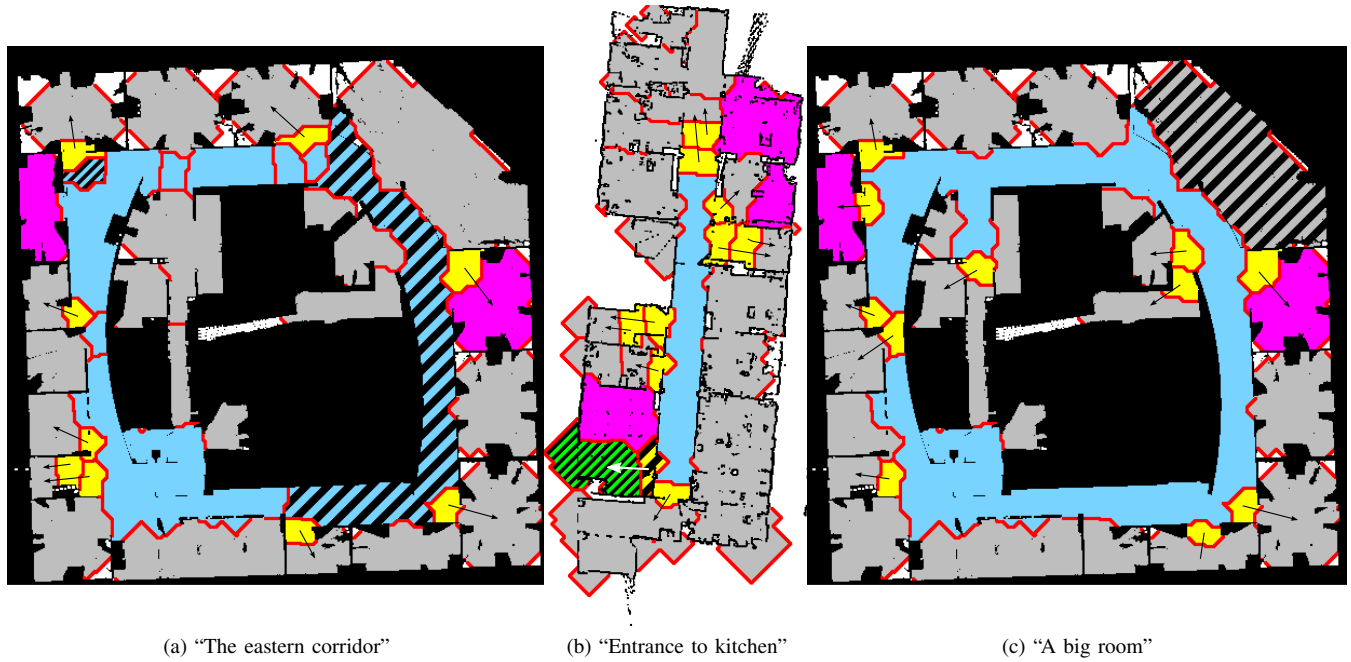 (a) “The eastern corridor”
(b) “Entrance to kitchen”
(c) “A big room”